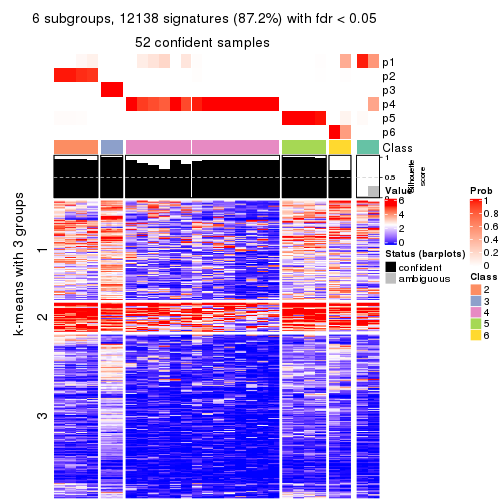 6 subgroups, 12138 signatures (87.2%) with fdr < 0.05
52 confident samples
p1
p2
p3
p4
p5
p6
Class
1
0.5
0
Silhouette
score
k-means with 3 groups
1
2
3
Value
6
4
2
0
Status (barplots)
confident
ambiguous
Prob
1
0.8
0.6
0.4
0.2
0
Class
2
3
4
5
6